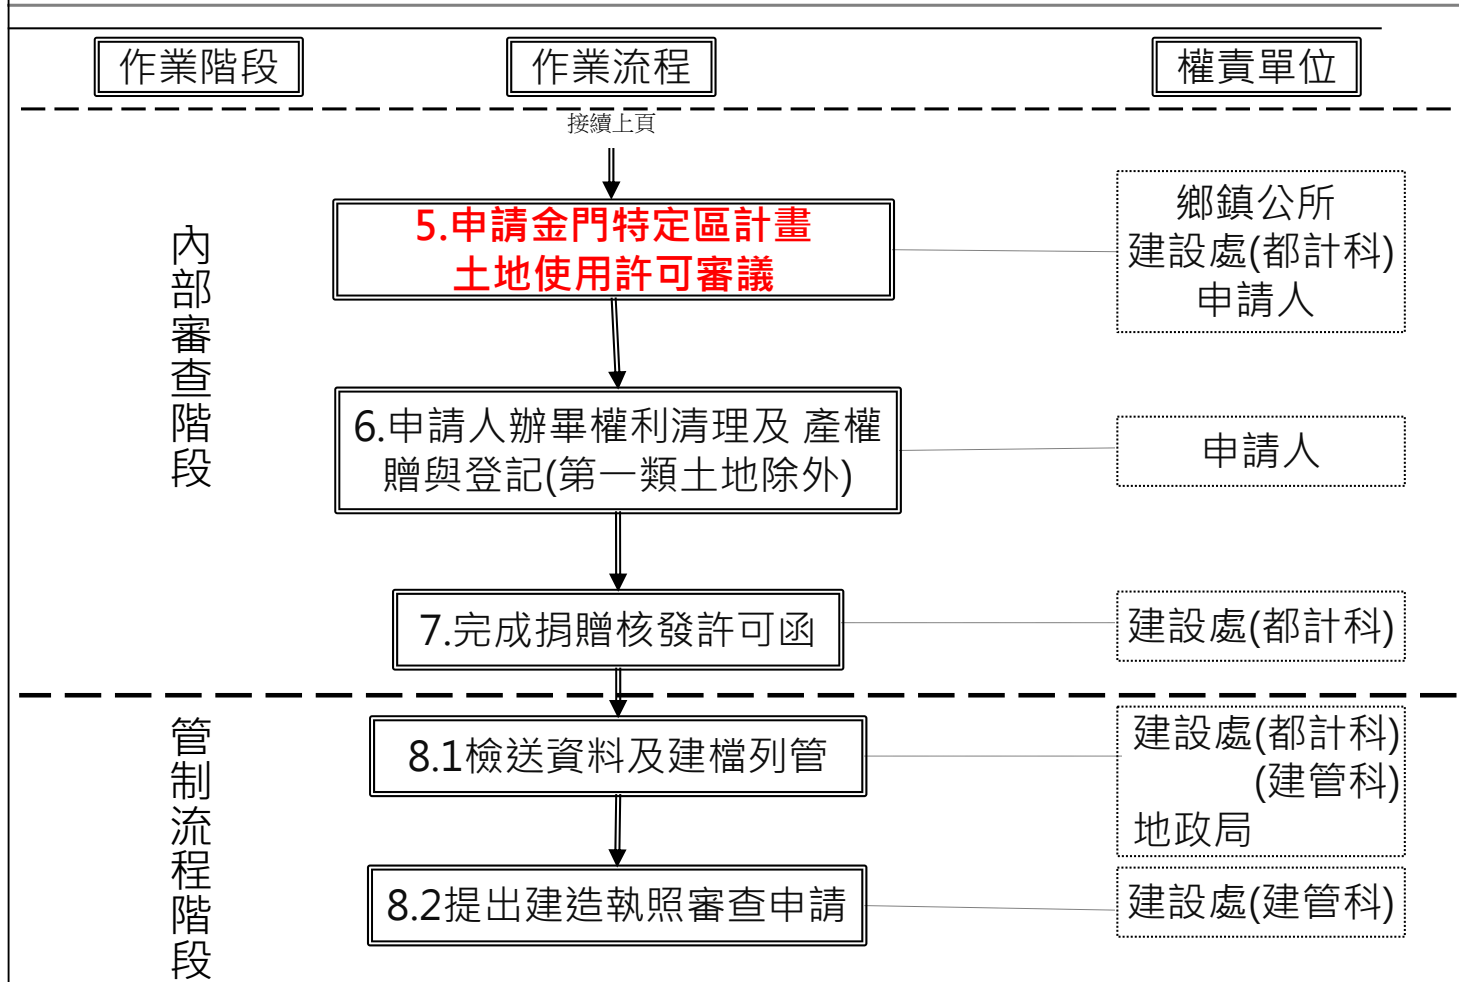 作業階段
作業流程
權責單位
接續上頁
內部審查階段
5.申請金門特定區計畫
土地使用許可審議
鄉鎮公所
建設處(都計科)
申請人
6.申請人辦畢權利清理及 產權
贈與登記(第一類土地除外)
申請人
7.完成捐贈核發許可函
建設處(都計科)
管制流程階段
8.1檢送資料及建檔列管
建設處(都計科)
(建管科)
地政局
8.2提出建造執照審查申請
建設處(建管科)